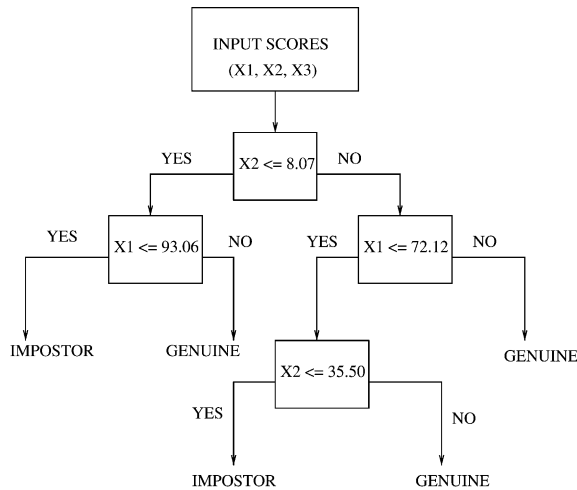 INPUT SCORES
(X1, X2, X3)
X2 <= 8.07
YES
NO
X1 <= 93.06
YES
NO
X1 <= 72.12
YES
NO
IMPOSTOR
GENUINE
GENUINE
X2 <= 35.50
YES
NO
IMPOSTOR
GENUINE